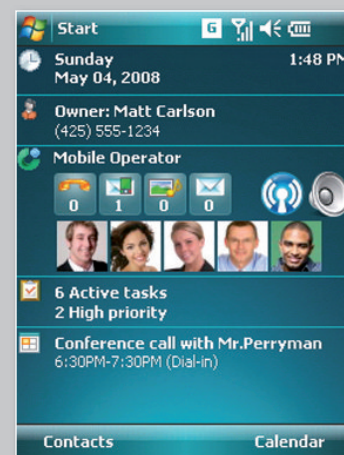 Start
G
Sunday 1:48 PM
May 04, 2008
Owner: Matt Carlson
(425) 555-1234
Mobile Operator
0 1 0 0
6 Active tasks
2 High priority
Conference call with Mr.Perryman
6:30PM-7:30PM (Dial-in)
Contacts Calendar